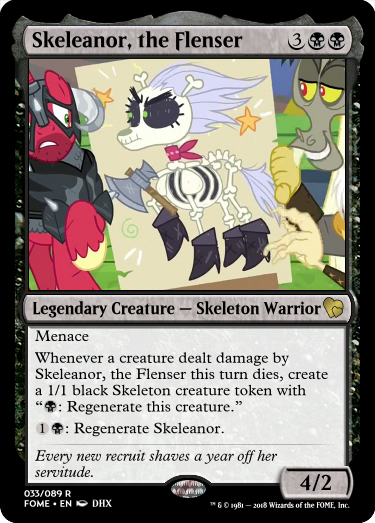 Skeleanor, the Flenser 3
Legendary Creature — Skeleton Warrior
Menace
Whenever a creature dealt damage by
Skeleanor, the Flenser this turn dies, create
a 1/1 black Skeleton creature token with
“: Regenerate this creature.”
1 : Regenerate Skeleanor.
Every new recruit shaves a year off her
servitude.
4/2
033/089 R
FOME • EN DHX
™ & © 1981 — 2018 Wizards of the FOME, Inc.